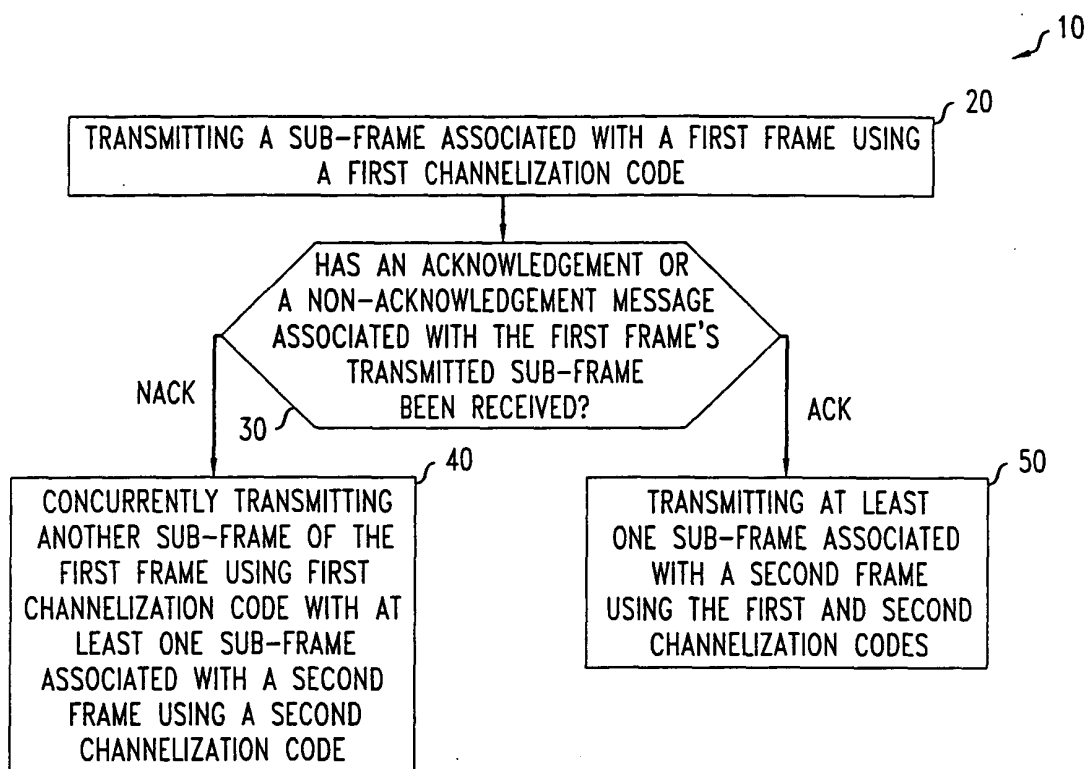 10
20
TRANSMITTING A SUB-FRAME ASSOCIATED WITH A FIRST FRAME USING
A FIRST CHANNELIZATION CODE
HAS AN ACKNOWLEDGEMENT OR
A NON-ACKNOWLEDGEMENT MESSAGE
ASSOCIATED WITH THE FIRST FRAME'S
TRANSMITTED SUB-FRAME
BEEN RECEIVED?
NACK
30
ACK
40
CONCURRENTLY TRANSMITTING
ANOTHER SUB-FRAME OF THE
FIRST FRAME USING FIRST
CHANNELIZATION CODE WITH AT
LEAST ONE SUB-FRAME
ASSOCIATED WITH A SECOND
FRAME USING A SECOND
CHANNELIZATION CODE
50
TRANSMITTING AT LEAST
ONE SUB-FRAME ASSOCIATED
WITH A SECOND FRAME
USING THE FIRST AND SECOND
CHANNELIZATION CODES